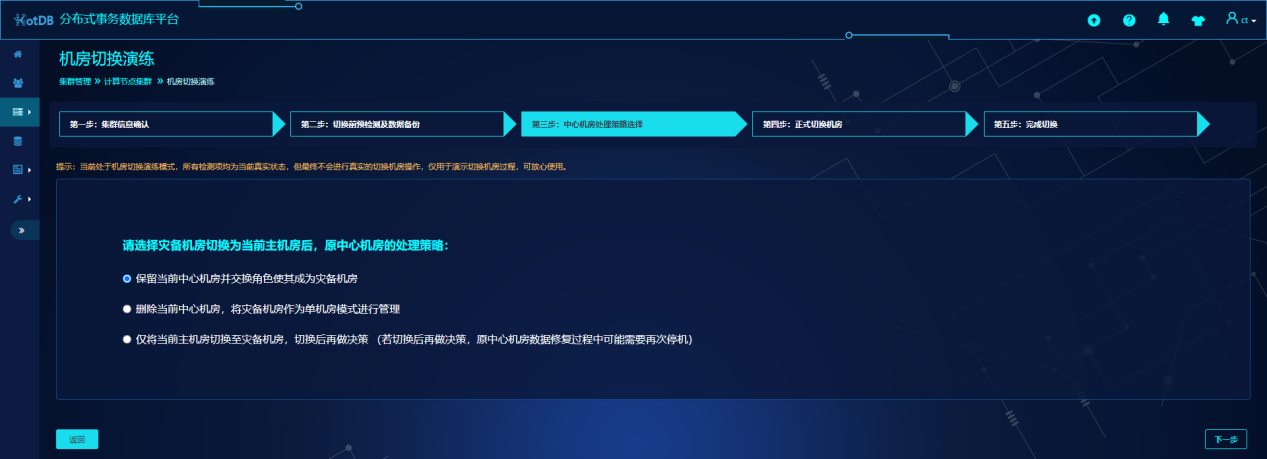 HotDB 分布式事务数据库平台
ct
机房切换演练
集群管理 » 计算节点集群 » 机房切换演练
第一步：集群信息确认
第二步：切换前预检测及数据备份
第三步：中心机房处理策略选择
第四步：正式切换机房
第五步：完成切换
提示：当前处于机房切换演练模式，所有检测项均为当前真实状态，但最终不会进行真实的切换机房操作，仅用于演示切换机房过程，可放心使用。
请选择灾备机房切换为当前主机房后，原中心机房的处理策略：
保留当前中心机房并交换角色使其成为灾备机房
删除当前中心机房，将灾备机房作为单机房模式进行管理
仅将当前主机房切换至灾备机房，切换后再做决策 （若切换后再做决策，原中心机房数据修复过程中可能需要再次停机）
返回
下一步